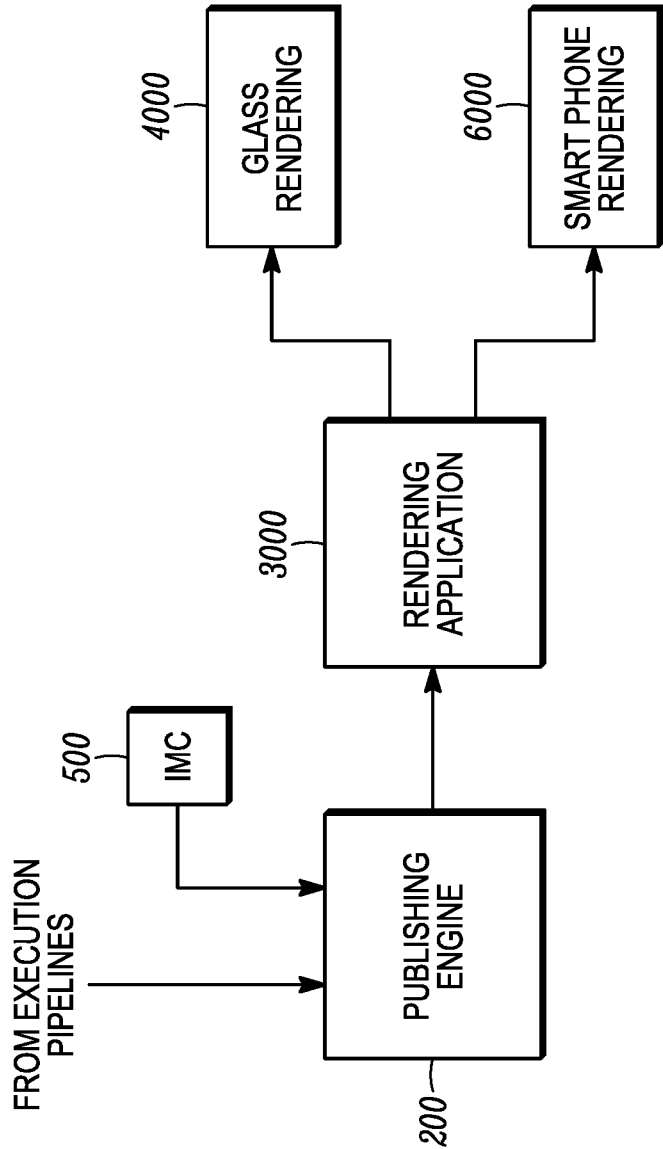 FROM EXECUTION
PIPELINES
500
IMC
200
PUBLISHING
ENGINE
3000
RENDERING
APPLICATION
4000
GLASS
RENDERING
6000
SMART PHONE
RENDERING